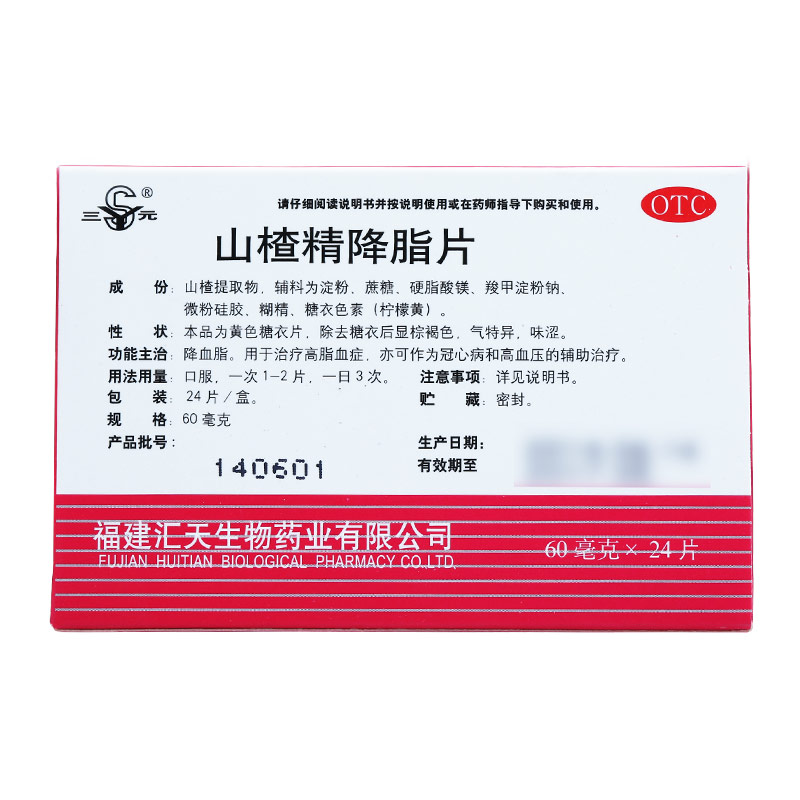 三元®
请仔细阅读说明书并按说明使用或在药师指导下购买和使用。
OTC
山楂精降脂片
成 份：山楂提取物，辅料为淀粉、蔗糖、硬脂酸镁、羧甲淀粉钠、
微粉硅胶、糊精、糖衣色素（柠檬黄）。
性 状：本品为黄色糖衣片，除去糖衣后显棕褐色，气特异，味涩。
功能主治：降血脂。用于治疗高脂血症，亦可作为冠心病和高血压的辅助治疗。
用法用量：口服，一次1-2片，一日3次。 注意事项：详见说明书。
包 装：24片/盒。 贮 藏：密封。
规 格：60毫克
产品批号： 生产日期：
140601 有效期至
福建汇天生物药业有限公司
FUJIAN HUITIAN BIOLOGICAL PHARMACY CO.,LTD.
60毫克×24片